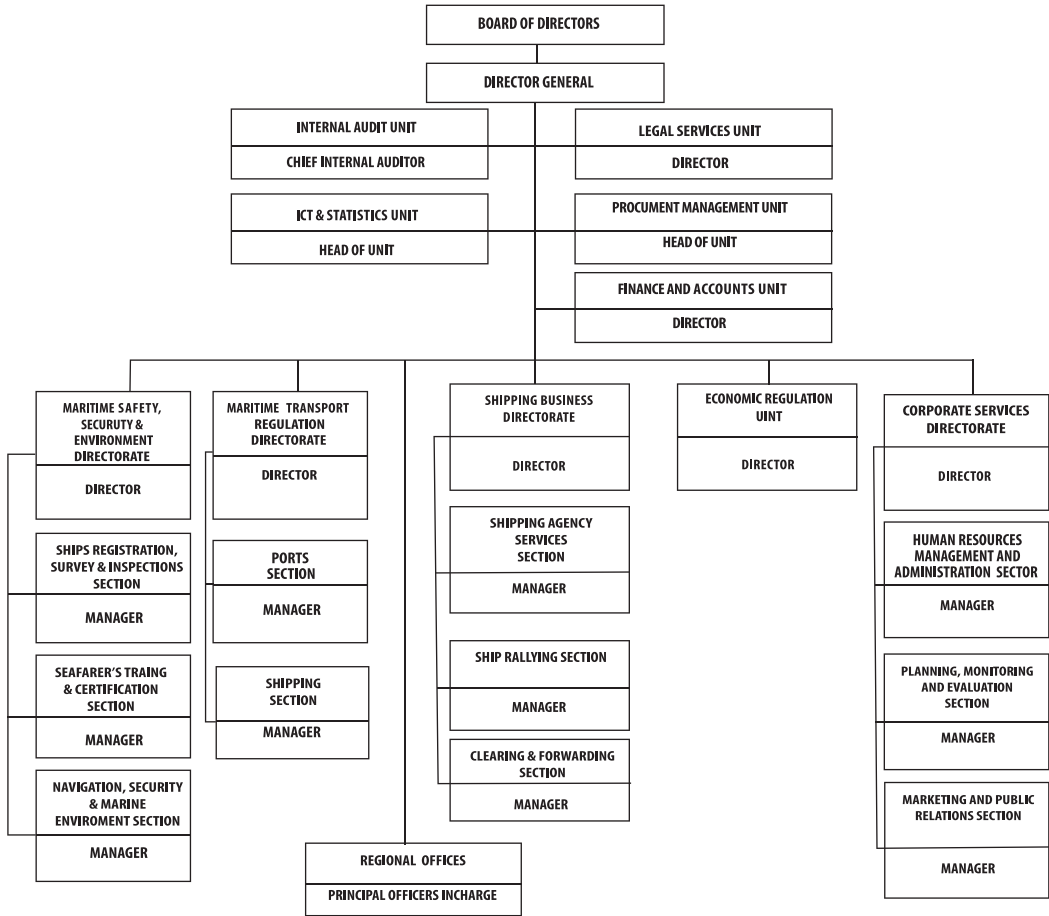 BOARD OF DIRECTORS
DIRECTOR GENERAL
INTERNAL AUDIT UNIT
CHIEF INTERNAL AUDITOR
LEGAL SERVICES UNIT
DIRECTOR
ICT & STATISTICS UNIT
HEAD OF UNIT
PROCUMENT MANAGEMENT UNIT
HEAD OF UNIT
FINANCE AND ACCOUNTS UNIT
DIRECTOR
MARITIME SAFETY,
SECURUTY &
ENVIRONMENT
DIRECTORATE
DIRECTOR
SHIPS REGISTRATION,
SURVEY & INSPECTIONS
SECTION
MANAGER
SEAFARER'S TRAING
& CERTIFICATION
SECTION
MANAGER
NAVIGATION, SECURITY
& MARINE
ENVIROMENT SECTION
MANAGER
MARITIME TRANSPORT
REGULATION
DIRECTORATE
DIRECTOR
PORTS
SECTION
MANAGER
SHIPPING
SECTION
MANAGER
REGIONAL OFFICES
PRINCIPAL OFFICERS INCHARGE
SHIPPING BUSINESS
DIRECTORATE
DIRECTOR
SHIPPING AGENCY
SERVICES
SECTION
MANAGER
SHIP RALLYING SECTION
MANAGER
CLEARING & FORWARDING
SECTION
MANAGER
ECONOMIC REGULATION
UINT
DIRECTOR
CORPORATE SERVICES
DIRECTORATE
DIRECTOR
HUMAN RESOURCES
MANAGEMENT AND
ADMINISTRATION SECTOR
MANAGER
PLANNING, MONITORING
AND EVALUATION
SECTION
MANAGER
MARKETING AND PUBLIC
RELATIONS SECTION
MANAGER